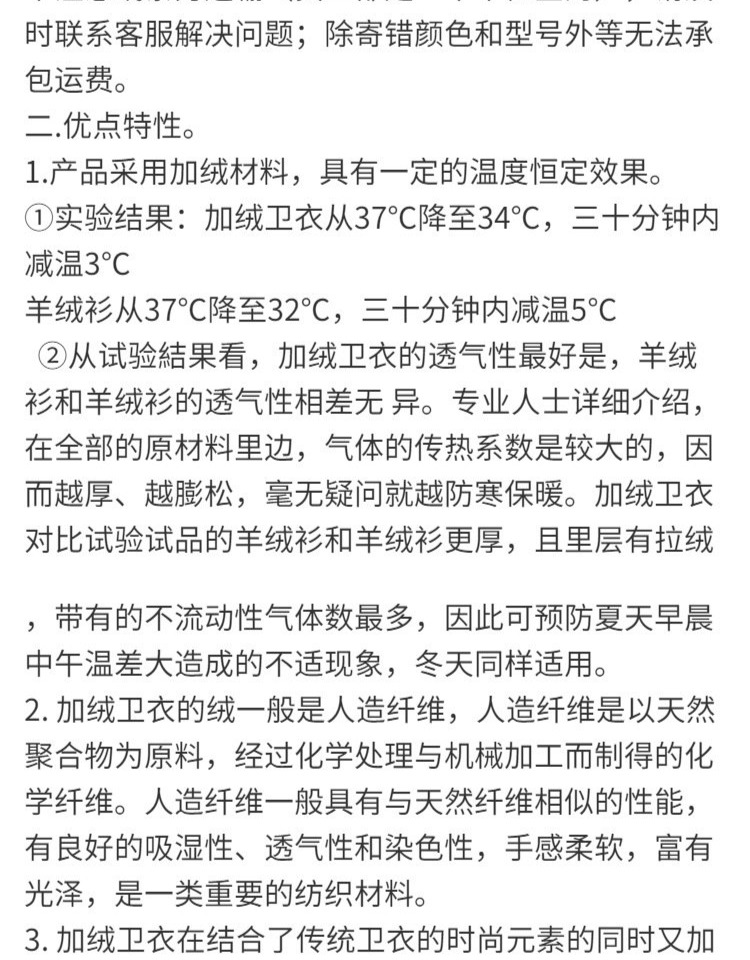 时联系客服解决问题；除寄错颜色和型号外等无法承
包运费。
二.优点特性。
1.产品采用加绒材料，具有一定的温度恒定效果。
①实验结果：加绒卫衣从37℃降至34℃，三十分钟内
减温3℃
羊绒衫从37℃降至32℃，三十分钟内减温5℃
②从试验結果看，加绒卫衣的透气性最好是，羊绒
衫和羊绒衫的透气性相差无 异。专业人士详细介绍，
在全部的原材料里边，气体的传热系数是较大的，因
而越厚、越膨松，毫无疑问就越防寒保暖。加绒卫衣
对比试验试品的羊绒衫和羊绒衫更厚，且里层有拉绒
，带有的不流动性气体数最多，因此可预防夏天早晨
中午温差大造成的不适现象，冬天同样适用。
2. 加绒卫衣的绒一般是人造纤维，人造纤维是以天然
聚合物为原料，经过化学处理与机械加工而制得的化
学纤维。人造纤维一般具有与天然纤维相似的性能，
有良好的吸湿性、透气性和染色性，手感柔软，富有
光泽，是一类重要的纺织材料。
3. 加绒卫衣在结合了传统卫衣的时尚元素的同时又加